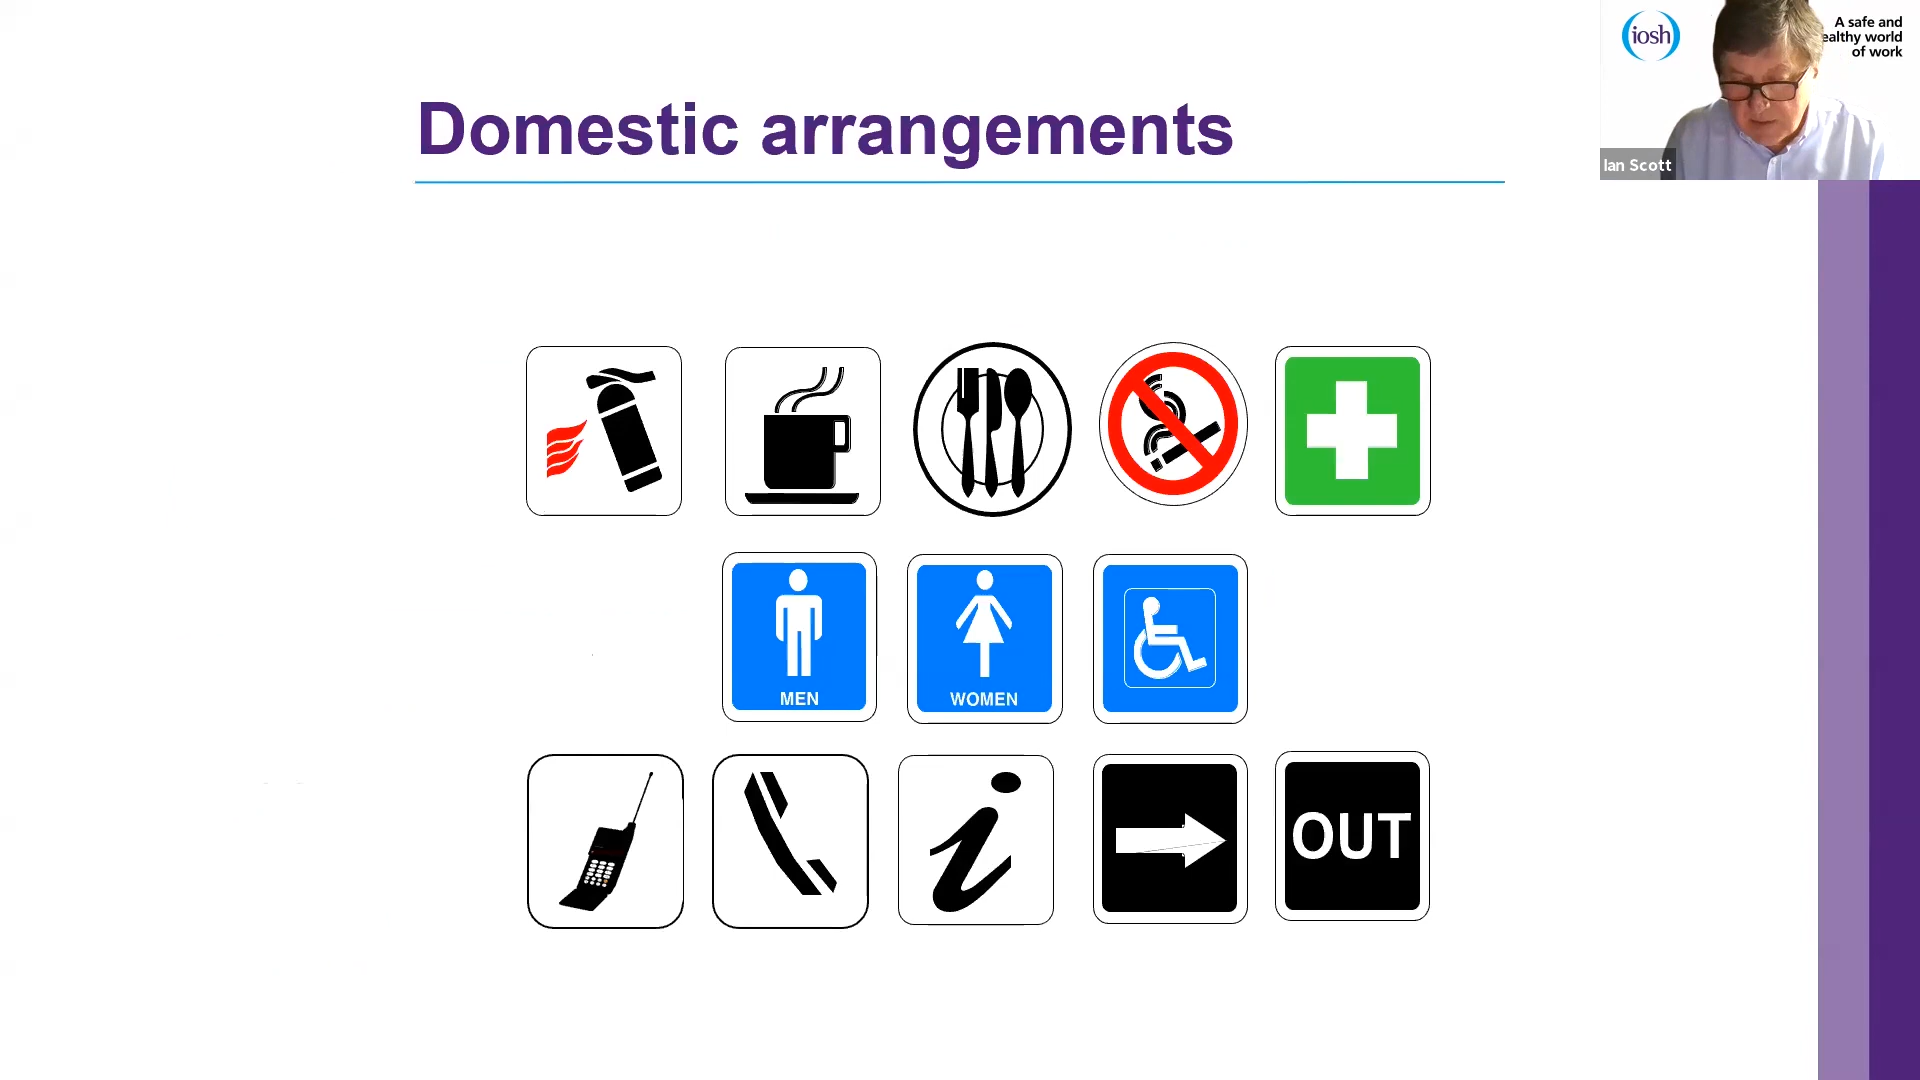 iosh
A safe and
ealthy world
of work
Domestic arrangements
Ian Scott
MEN
WOMEN
OUT